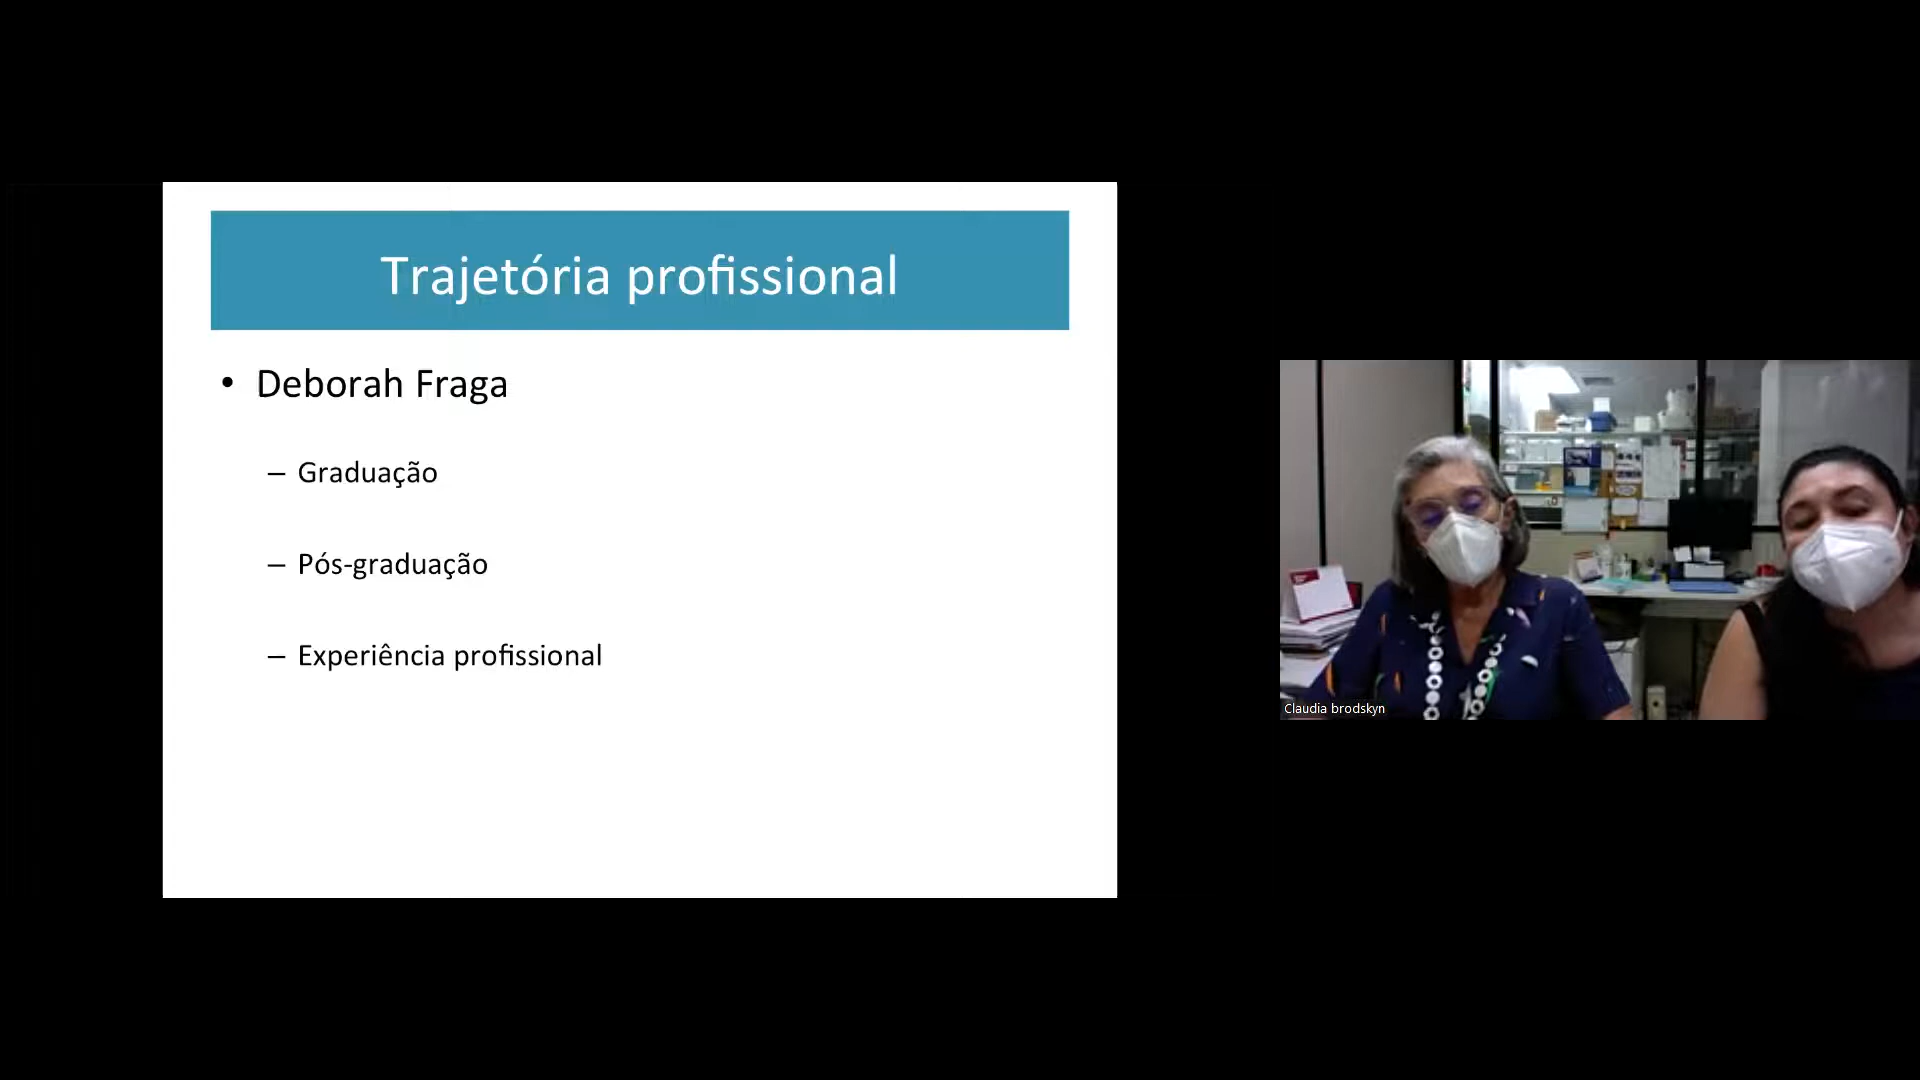 Trajetória profissional
• Deborah Fraga
– Graduação
– Pós-graduação
– Experiência profissional
Claudia brodskyn